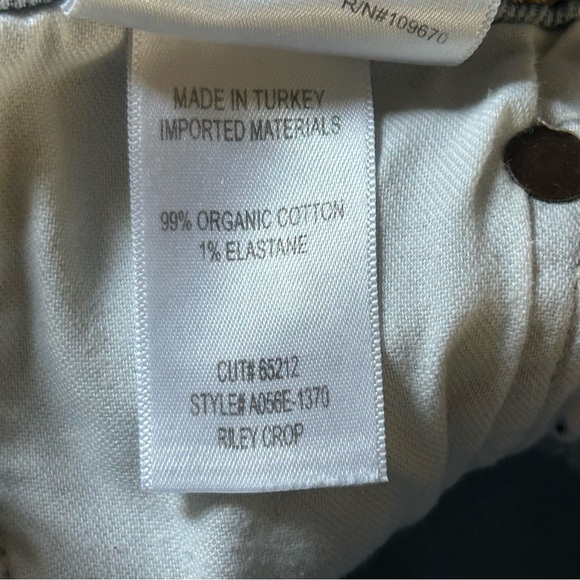 R/N#109670
MADE IN TURKEY
IMPORTED MATERIALS
99% ORGANIC COTTON
1% ELASTANE
CUT# 65212
STYLE# A056E-1370
RILEY CROP